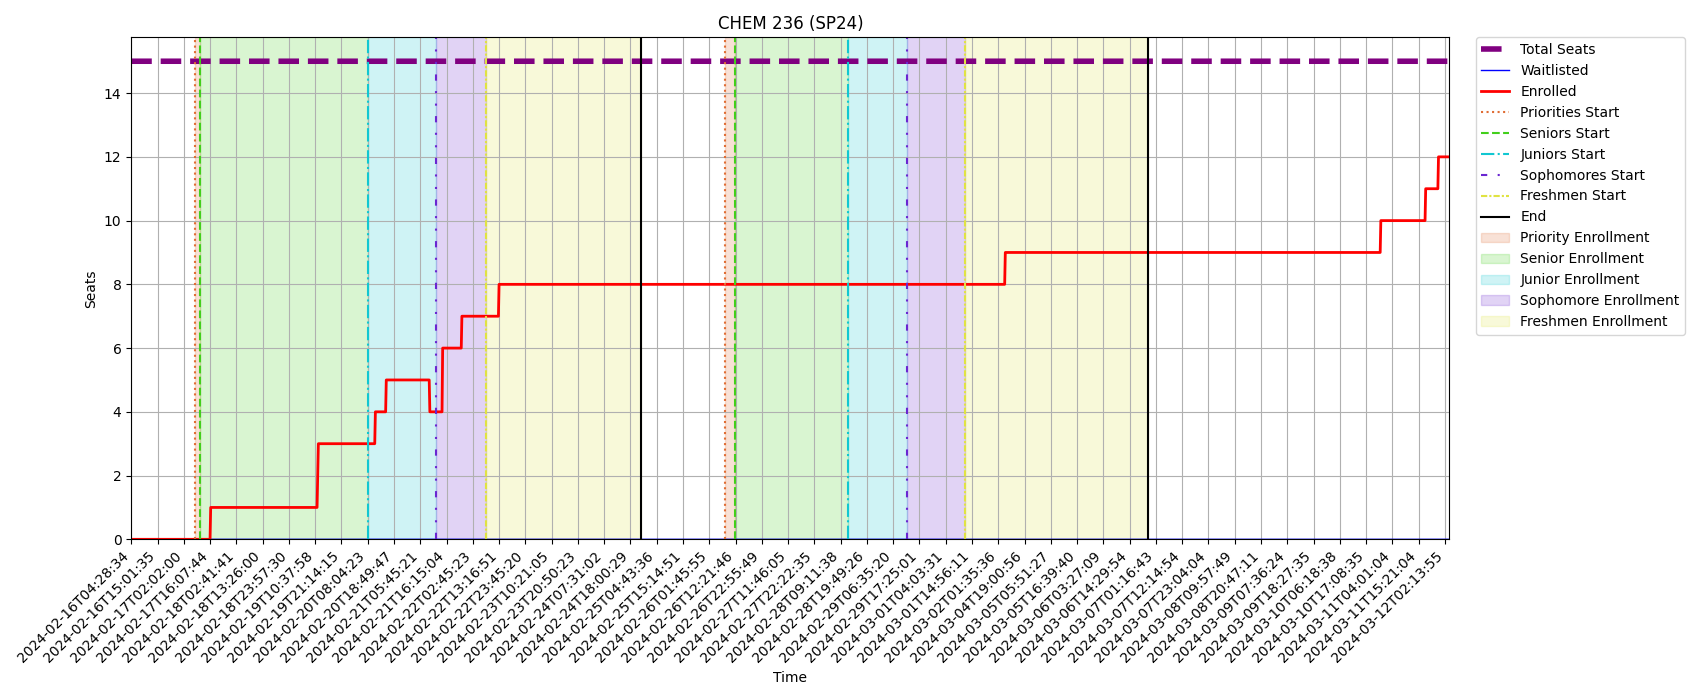 CHEM 236 (SP24)
Seats
14
12
10
8
6
4
2
0
2024-02-16T04:28:34
2024-02-16T15:01:35
2024-02-17T02:02:00
2024-02-17T16:07:44
2024-02-18T02:41:41
2024-02-18T13:26:00
2024-02-18T23:57:30
2024-02-19T10:37:58
2024-02-19T21:14:15
2024-02-20T08:04:23
2024-02-20T18:49:47
2024-02-21T05:45:21
2024-02-21T16:15:04
2024-02-22T02:45:23
2024-02-22T13:16:51
2024-02-22T23:45:20
2024-02-23T10:21:05
2024-02-23T20:50:23
2024-02-24T07:31:02
2024-02-24T18:00:29
2024-02-25T04:43:36
2024-02-25T15:14:51
2024-02-26T01:45:55
2024-02-26T12:21:46
2024-02-26T22:55:49
2024-02-27T11:46:05
2024-02-27T22:22:35
2024-02-28T09:11:38
2024-02-28T19:49:26
2024-02-29T06:35:20
2024-02-29T17:25:01
2024-03-01T04:03:31
2024-03-01T14:56:11
2024-03-02T01:35:36
2024-03-04T19:00:56
2024-03-05T05:51:27
2024-03-05T16:39:40
2024-03-06T03:27:09
2024-03-06T14:29:54
2024-03-07T01:16:43
2024-03-07T12:14:54
2024-03-07T23:04:04
2024-03-08T09:57:49
2024-03-08T20:47:11
2024-03-09T07:36:24
2024-03-09T18:27:35
2024-03-10T06:18:38
2024-03-10T17:08:35
2024-03-11T04:01:04
2024-03-11T15:21:04
2024-03-12T02:13:55
Time
Total Seats
Waitlisted
Enrolled
Priorities Start
Seniors Start
Juniors Start
Sophomores Start
Freshmen Start
End
Priority Enrollment
Senior Enrollment
Junior Enrollment
Sophomore Enrollment
Freshmen Enrollment